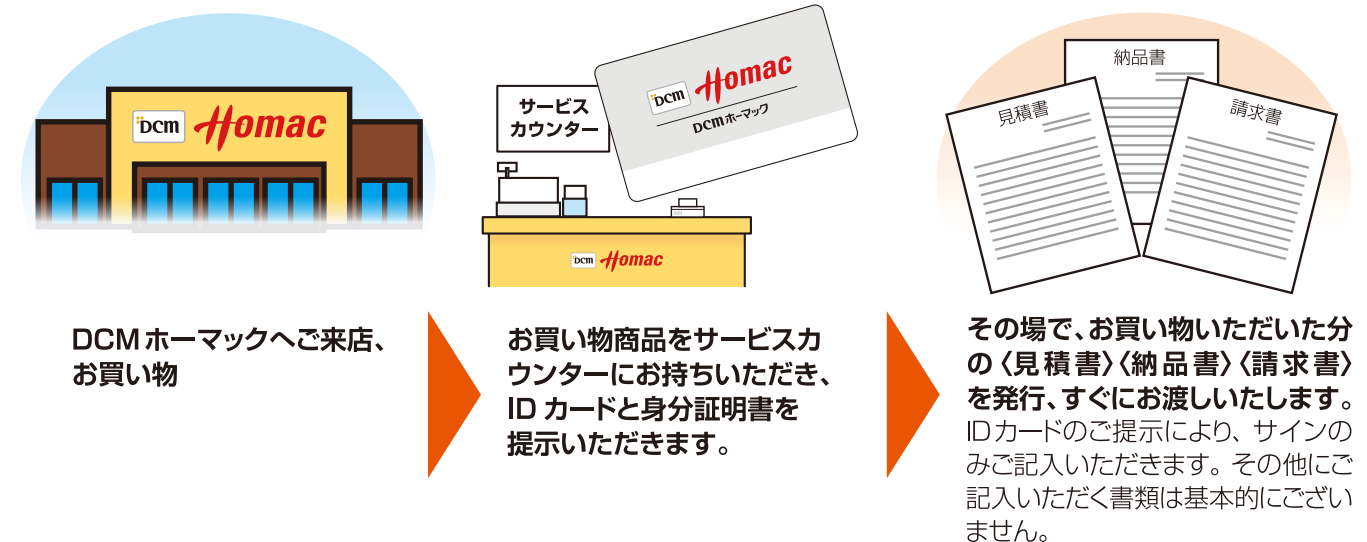 DCM Homac
サービス
カウンター
DCM Homac
DCMホーマック
DCM Homac
見積書
納品書
請求書
DCMホーマックへご来店、
お買い物
お買い物商品をサービスカ
ウンターにお持ちいただき、
IDカードと身分証明書を
提示いただきます。
その場で、お買い物いただいた分
の〈見積書〉〈納品書〉〈請求書〉
を発行、すぐにお渡しいたします。
IDカードのご提示により、サインの
みご記入いただきます。その他にご
記入いただく書類は基本的にござい
ません。